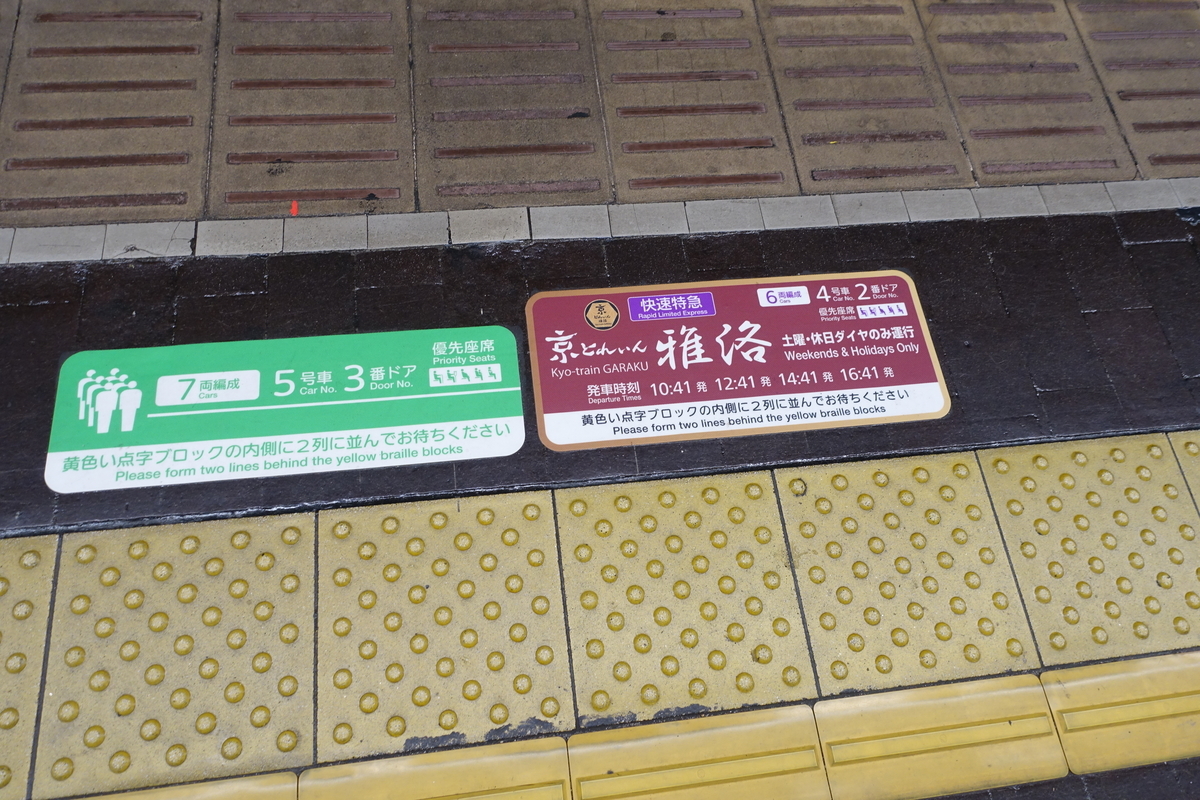 7両編成
Cars
5号車
Car No.
3番ドア
Door No.
優先座席
Priority Seats
黄色い点字ブロックの内側に2列に並んでお待ちください
Please form two lines behind the yellow braille blocks
京
とれいん
雅洛
快速特急
Rapid Limited Express
6両編成
Cars
4号車
Car No.
2番ドア
Door No.
優先座席
Priority Seats
京とれいん 雅洛
Kyo-train GARAKU
土曜・休日ダイヤのみ運行
Weekends & Holidays Only
発車時刻
Departure Times
10:41発 12:41発 14:41発 16:41発
黄色い点字ブロックの内側に2列に並んでお待ちください
Please form two lines behind the yellow braille blocks